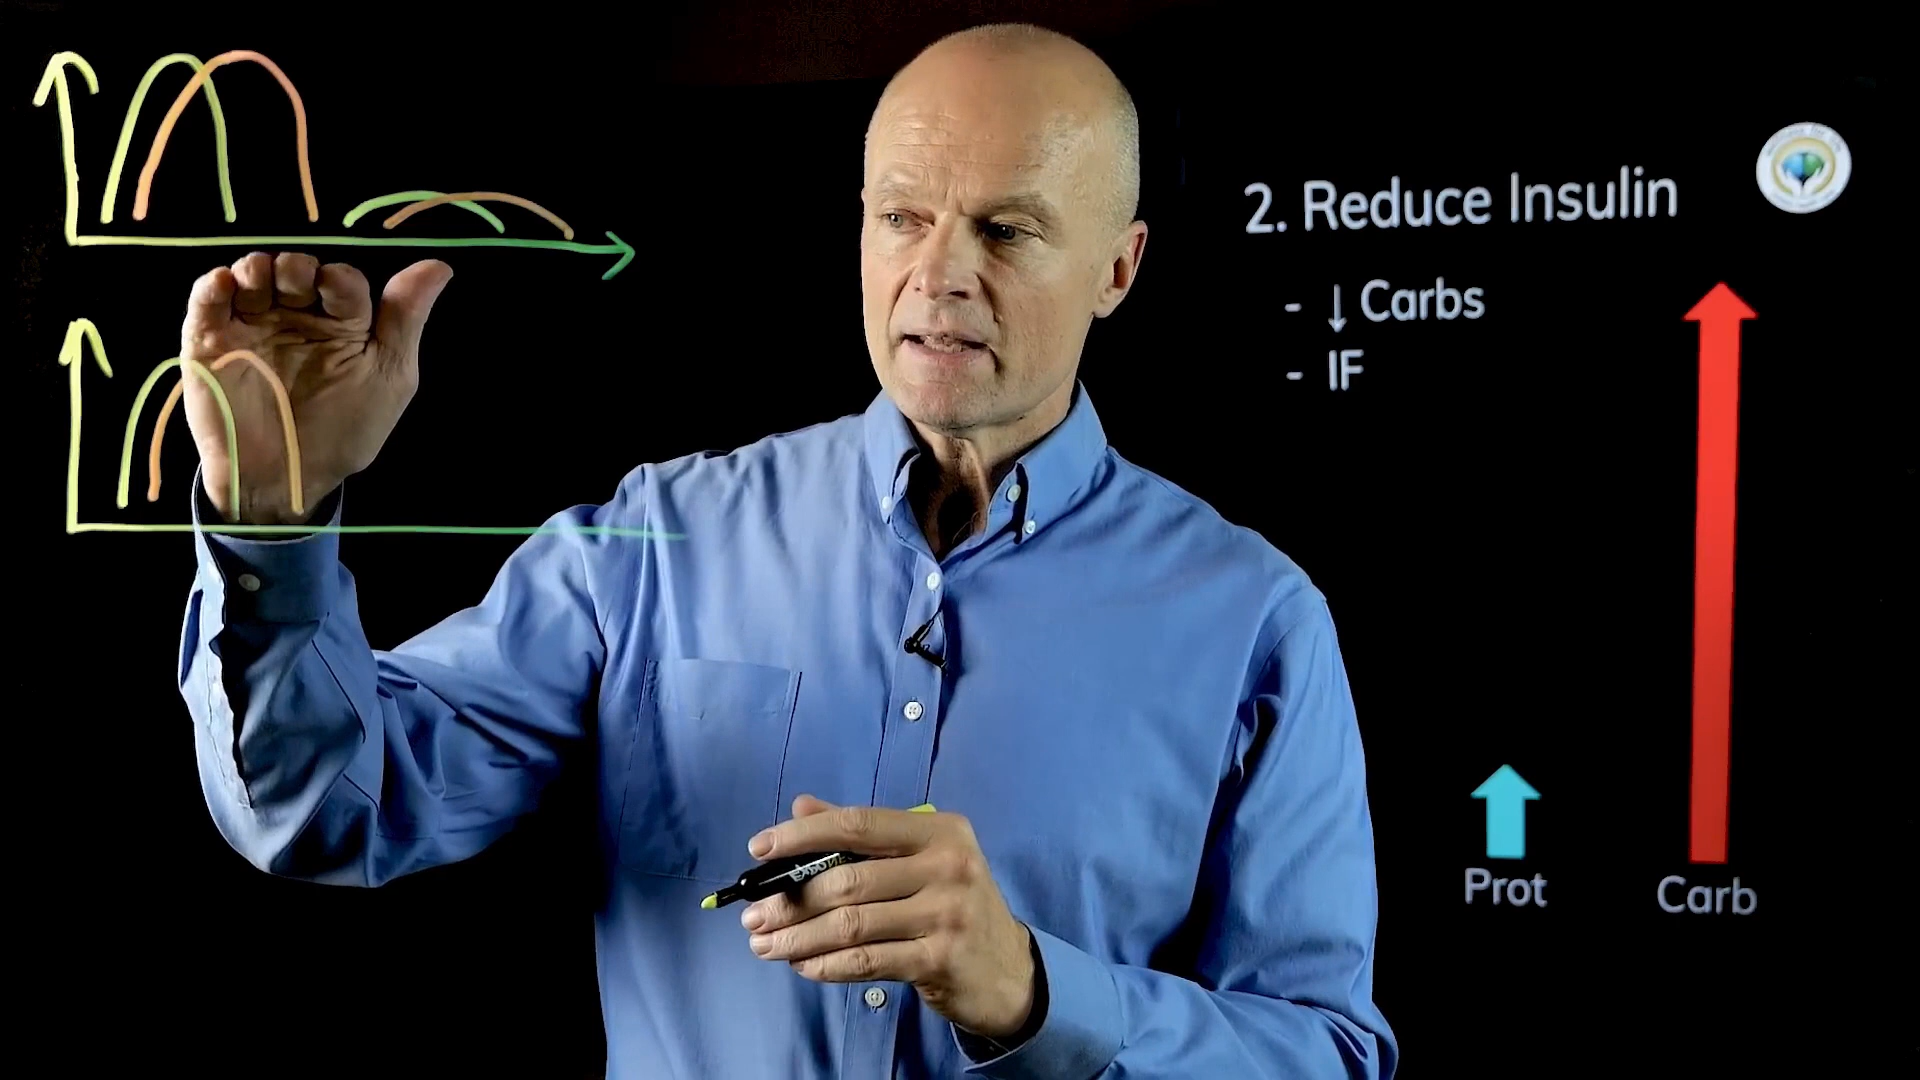 2. Reduce Insulin
- ↓ Carbs
- IF
Prot
Carb